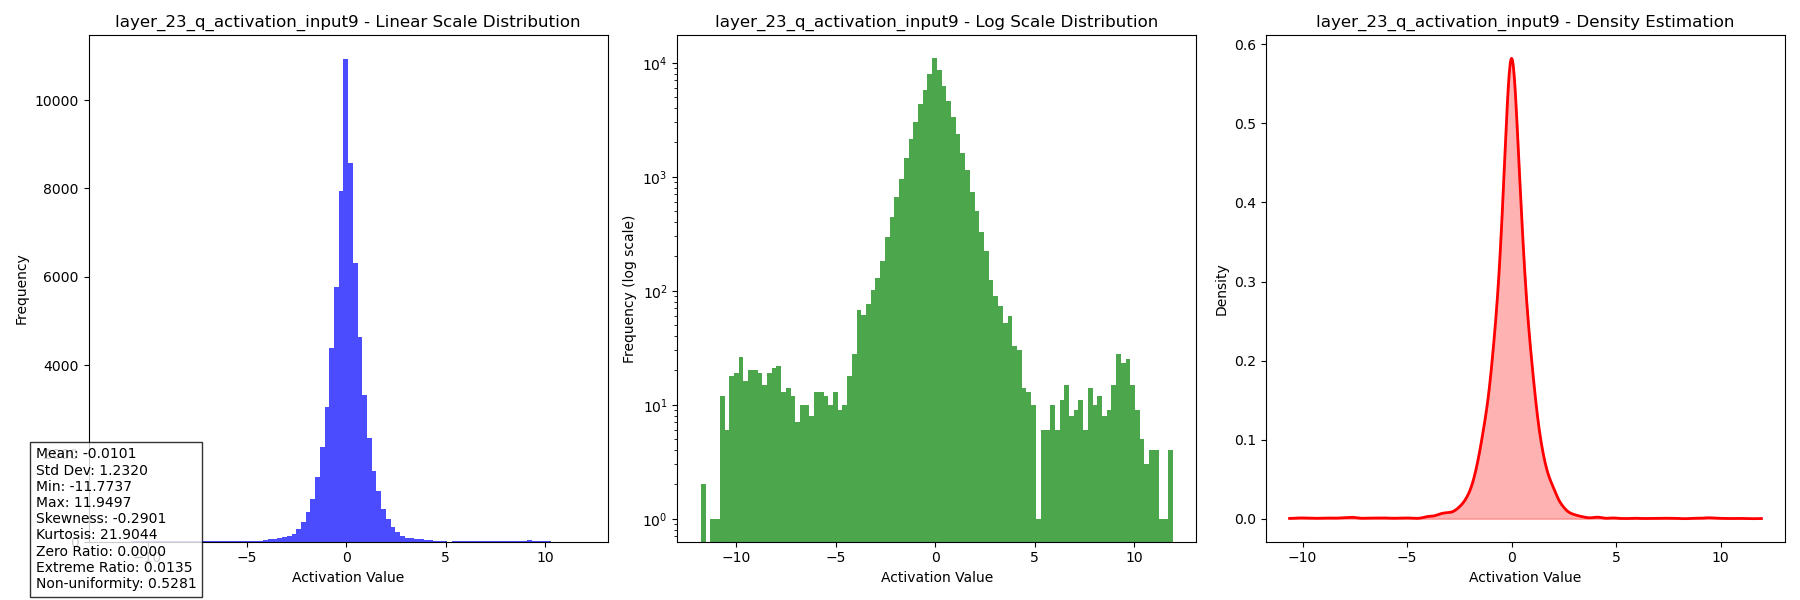 layer_23_q_activation_input9 - Linear Scale Distribution
layer_23_q_activation_input9 - Log Scale Distribution
layer_23_q_activation_input9 - Density Estimation
Frequency
10000
8000
6000
4000
Mean: -0.0101
Std Dev: 1.2320
Min: -11.7737
Max: 11.9497
Skewness: -0.2901
Kurtosis: 21.9044
Zero Ratio: 0.0000
Extreme Ratio: 0.0135
Non-uniformity: 0.5281
−5
0
5
10
Activation Value
Frequency (log scale)
10⁴
10³
10²
10¹
10⁰
−10
−5
0
5
10
Activation Value
Density
0.6
0.5
0.4
0.3
0.2
0.1
0.0
−10
−5
0
5
10
Activation Value